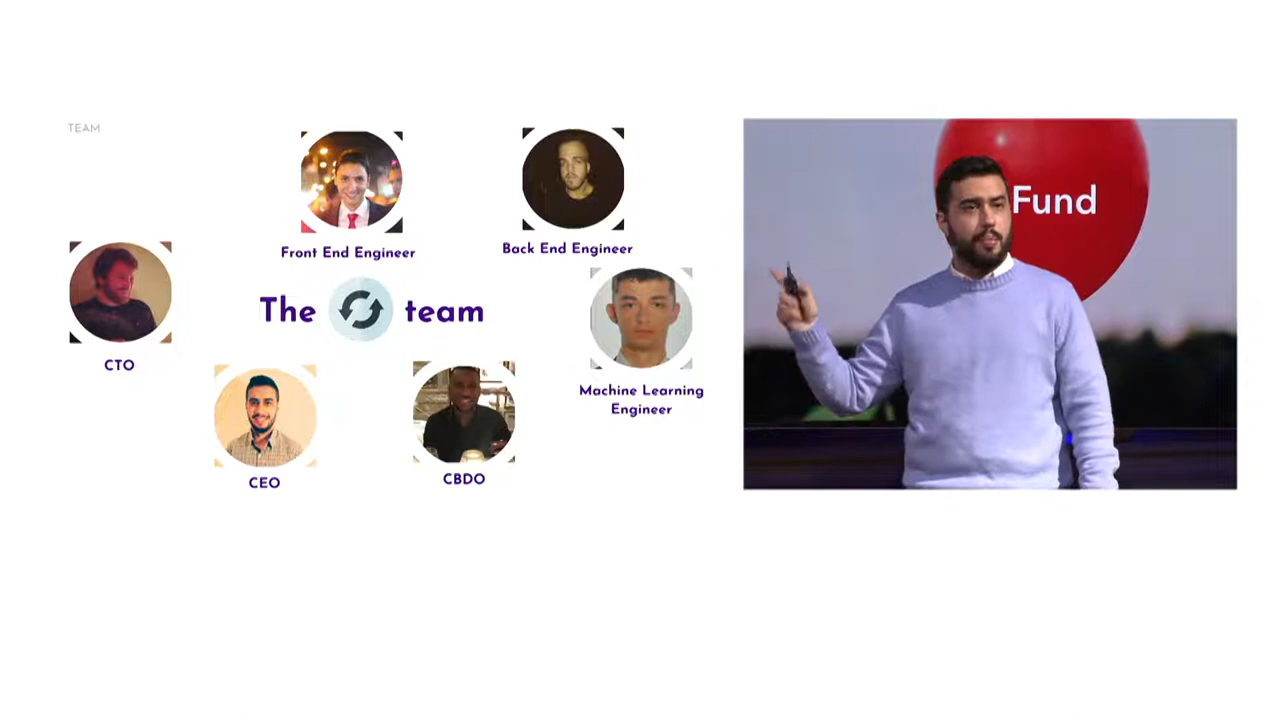 TEAM
Front End Engineer
Back End Engineer
The team
CTO
Machine Learning
Engineer
CEO
CBDO
Fund